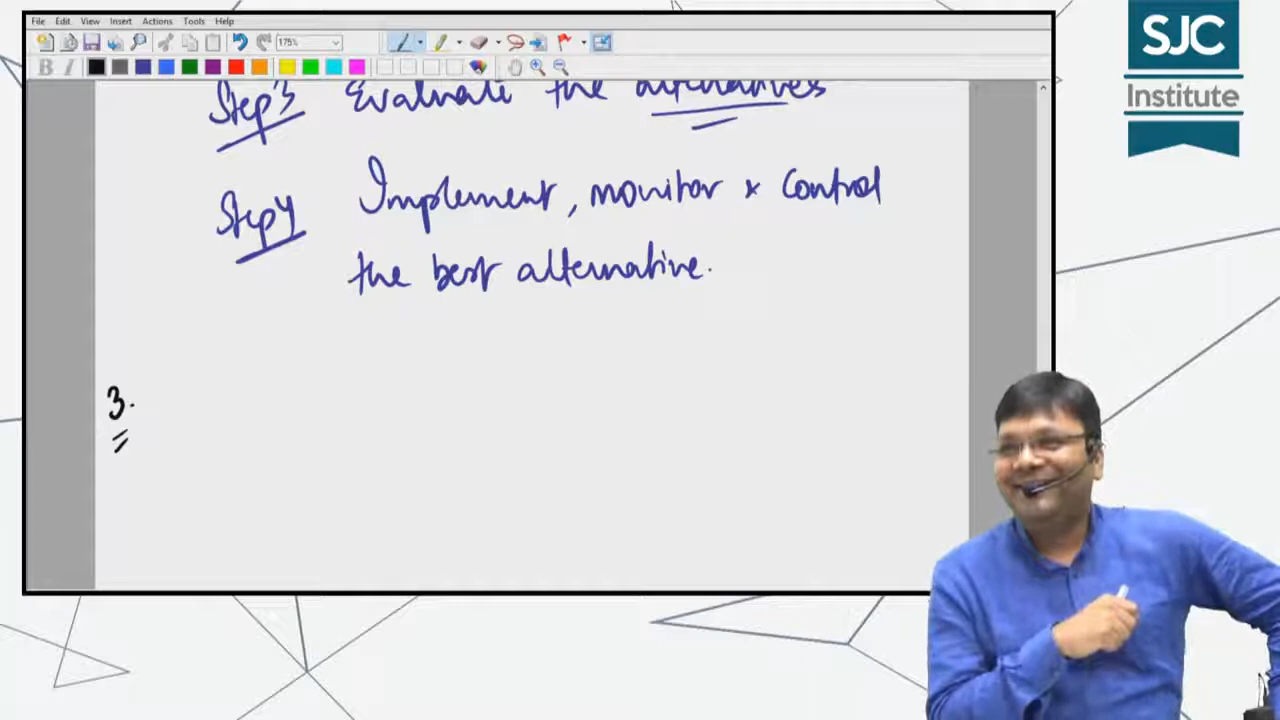 File Edit View Insert Actions Tools Help
175%
B I
Step 3 Evaluate the alternatives
Step 4 Implement, monitor & control
the best alternative.
3.
SJC
Institute